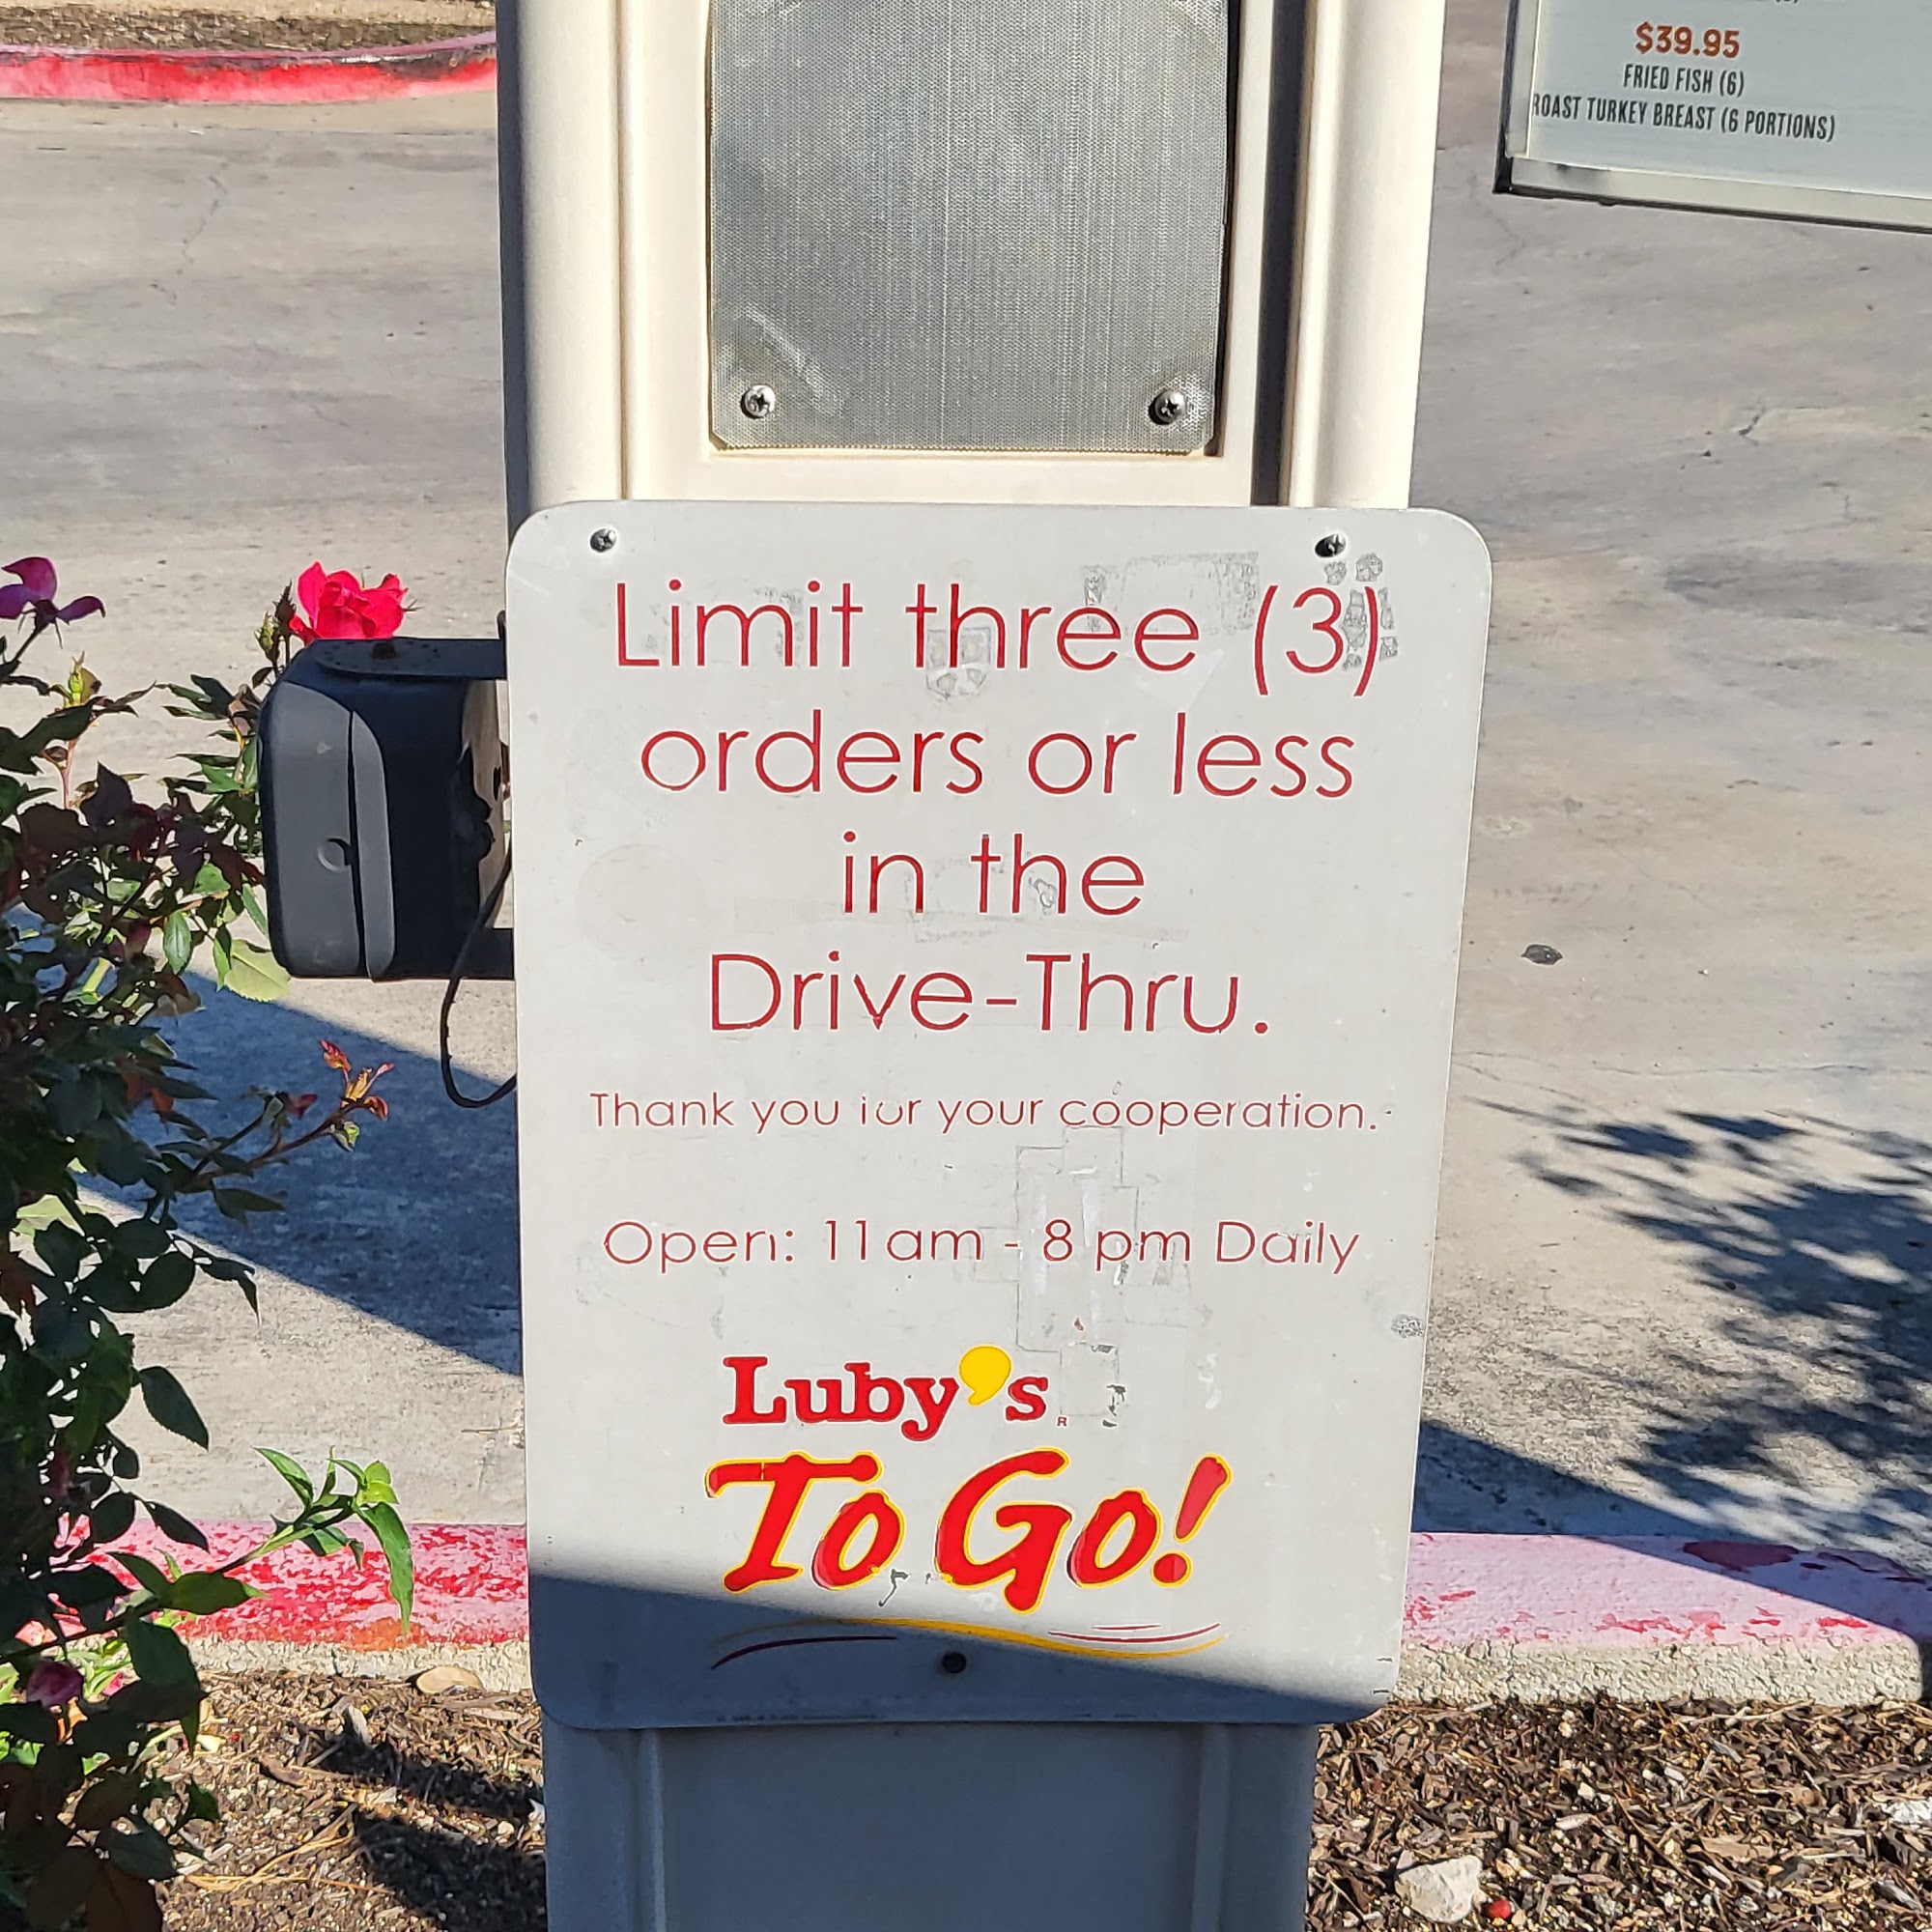 $39.95
FRIED FISH (6)
ROAST TURKEY BREAST (6 PORTIONS)
Limit three (3)
orders or less
in the
Drive-Thru.
Thank you for your cooperation.
Open: 11am - 8 pm Daily
Luby's®
To Go!